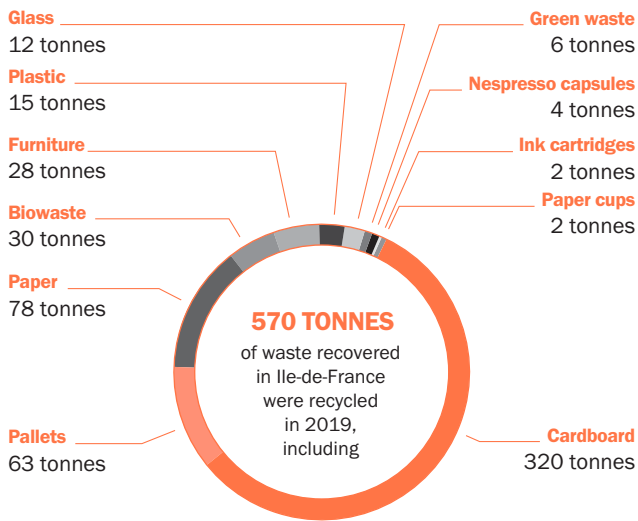 Glass
12 tonnes
Plastic
15 tonnes
Furniture
28 tonnes
Biowaste
30 tonnes
Paper
78 tonnes
Pallets
63 tonnes
Green waste
6 tonnes
Nespresso capsules
4 tonnes
Ink cartridges
2 tonnes
Paper cups
2 tonnes
Cardboard
320 tonnes
570 TONNES
of waste recovered
in Ile-de-France
were recycled
in 2019,
including